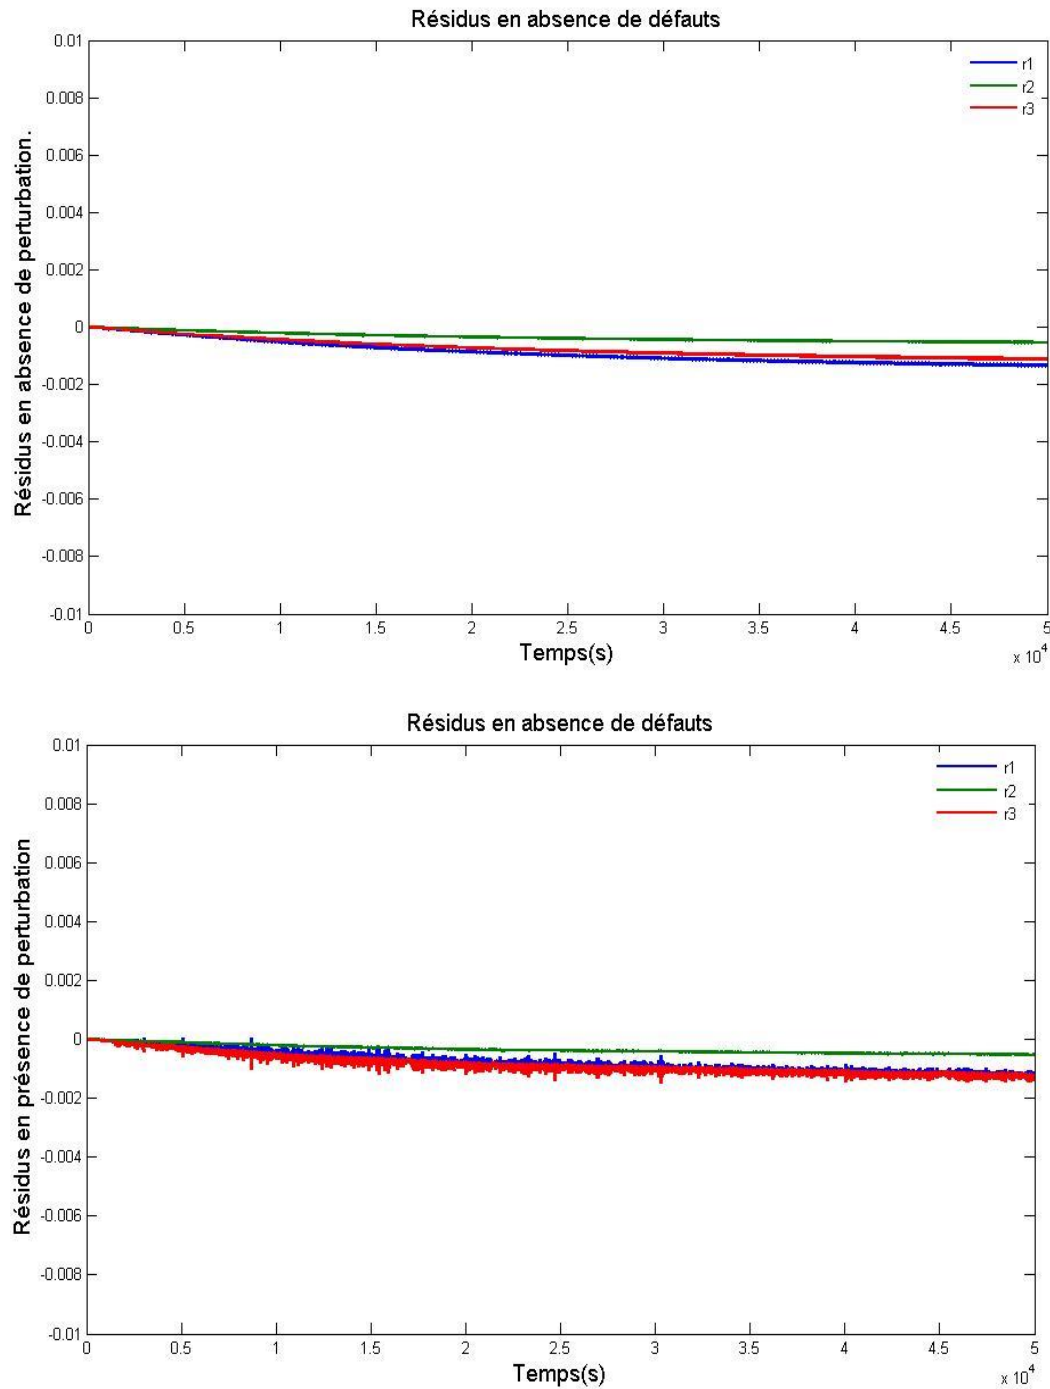 Résidus en absence de défauts
Résidus en absence de perturbation.
0.01
0.008
0.006
0.004
0.002
0
-0.002
-0.004
-0.006
-0.008
-0.01
r1
r2
r3
0 0.5 1 1.5 2 2.5 3 3.5 4 4.5 5
Temps(s)
x 10^4
Résidus en absence de défauts
Résidus en présence de perturbation
0.01
0.008
0.006
0.004
0.002
0
-0.002
-0.004
-0.006
-0.008
-0.01
r1
r2
r3
0 0.5 1 1.5 2 2.5 3 3.5 4 4.5 5
Temps(s)
x 10^4